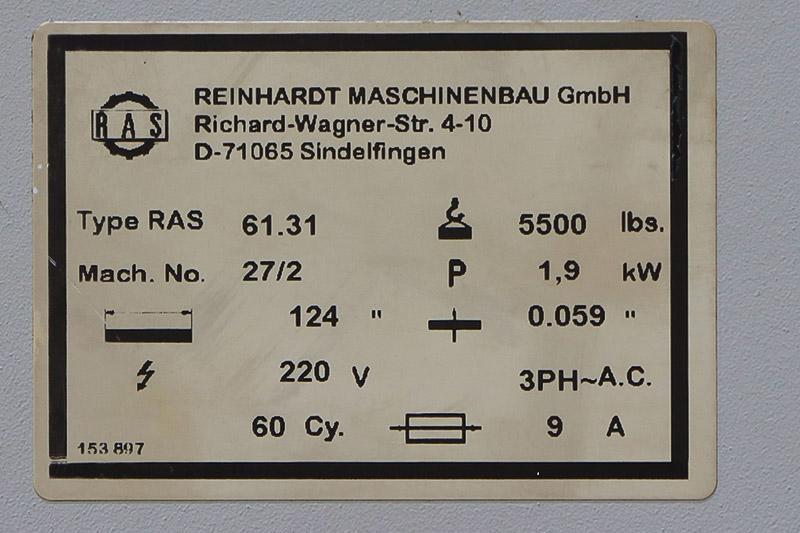 RAS
REINHARDT MASCHINENBAU GmbH
Richard-Wagner-Str. 4-10
D-71065 Sindelfingen
Type RAS 61.31 5500 lbs.
Mach. No. 27/2 P 1,9 kW
124 " 0.059 "
220 V 3PH~A.C.
60 Cy. 9 A
153 897